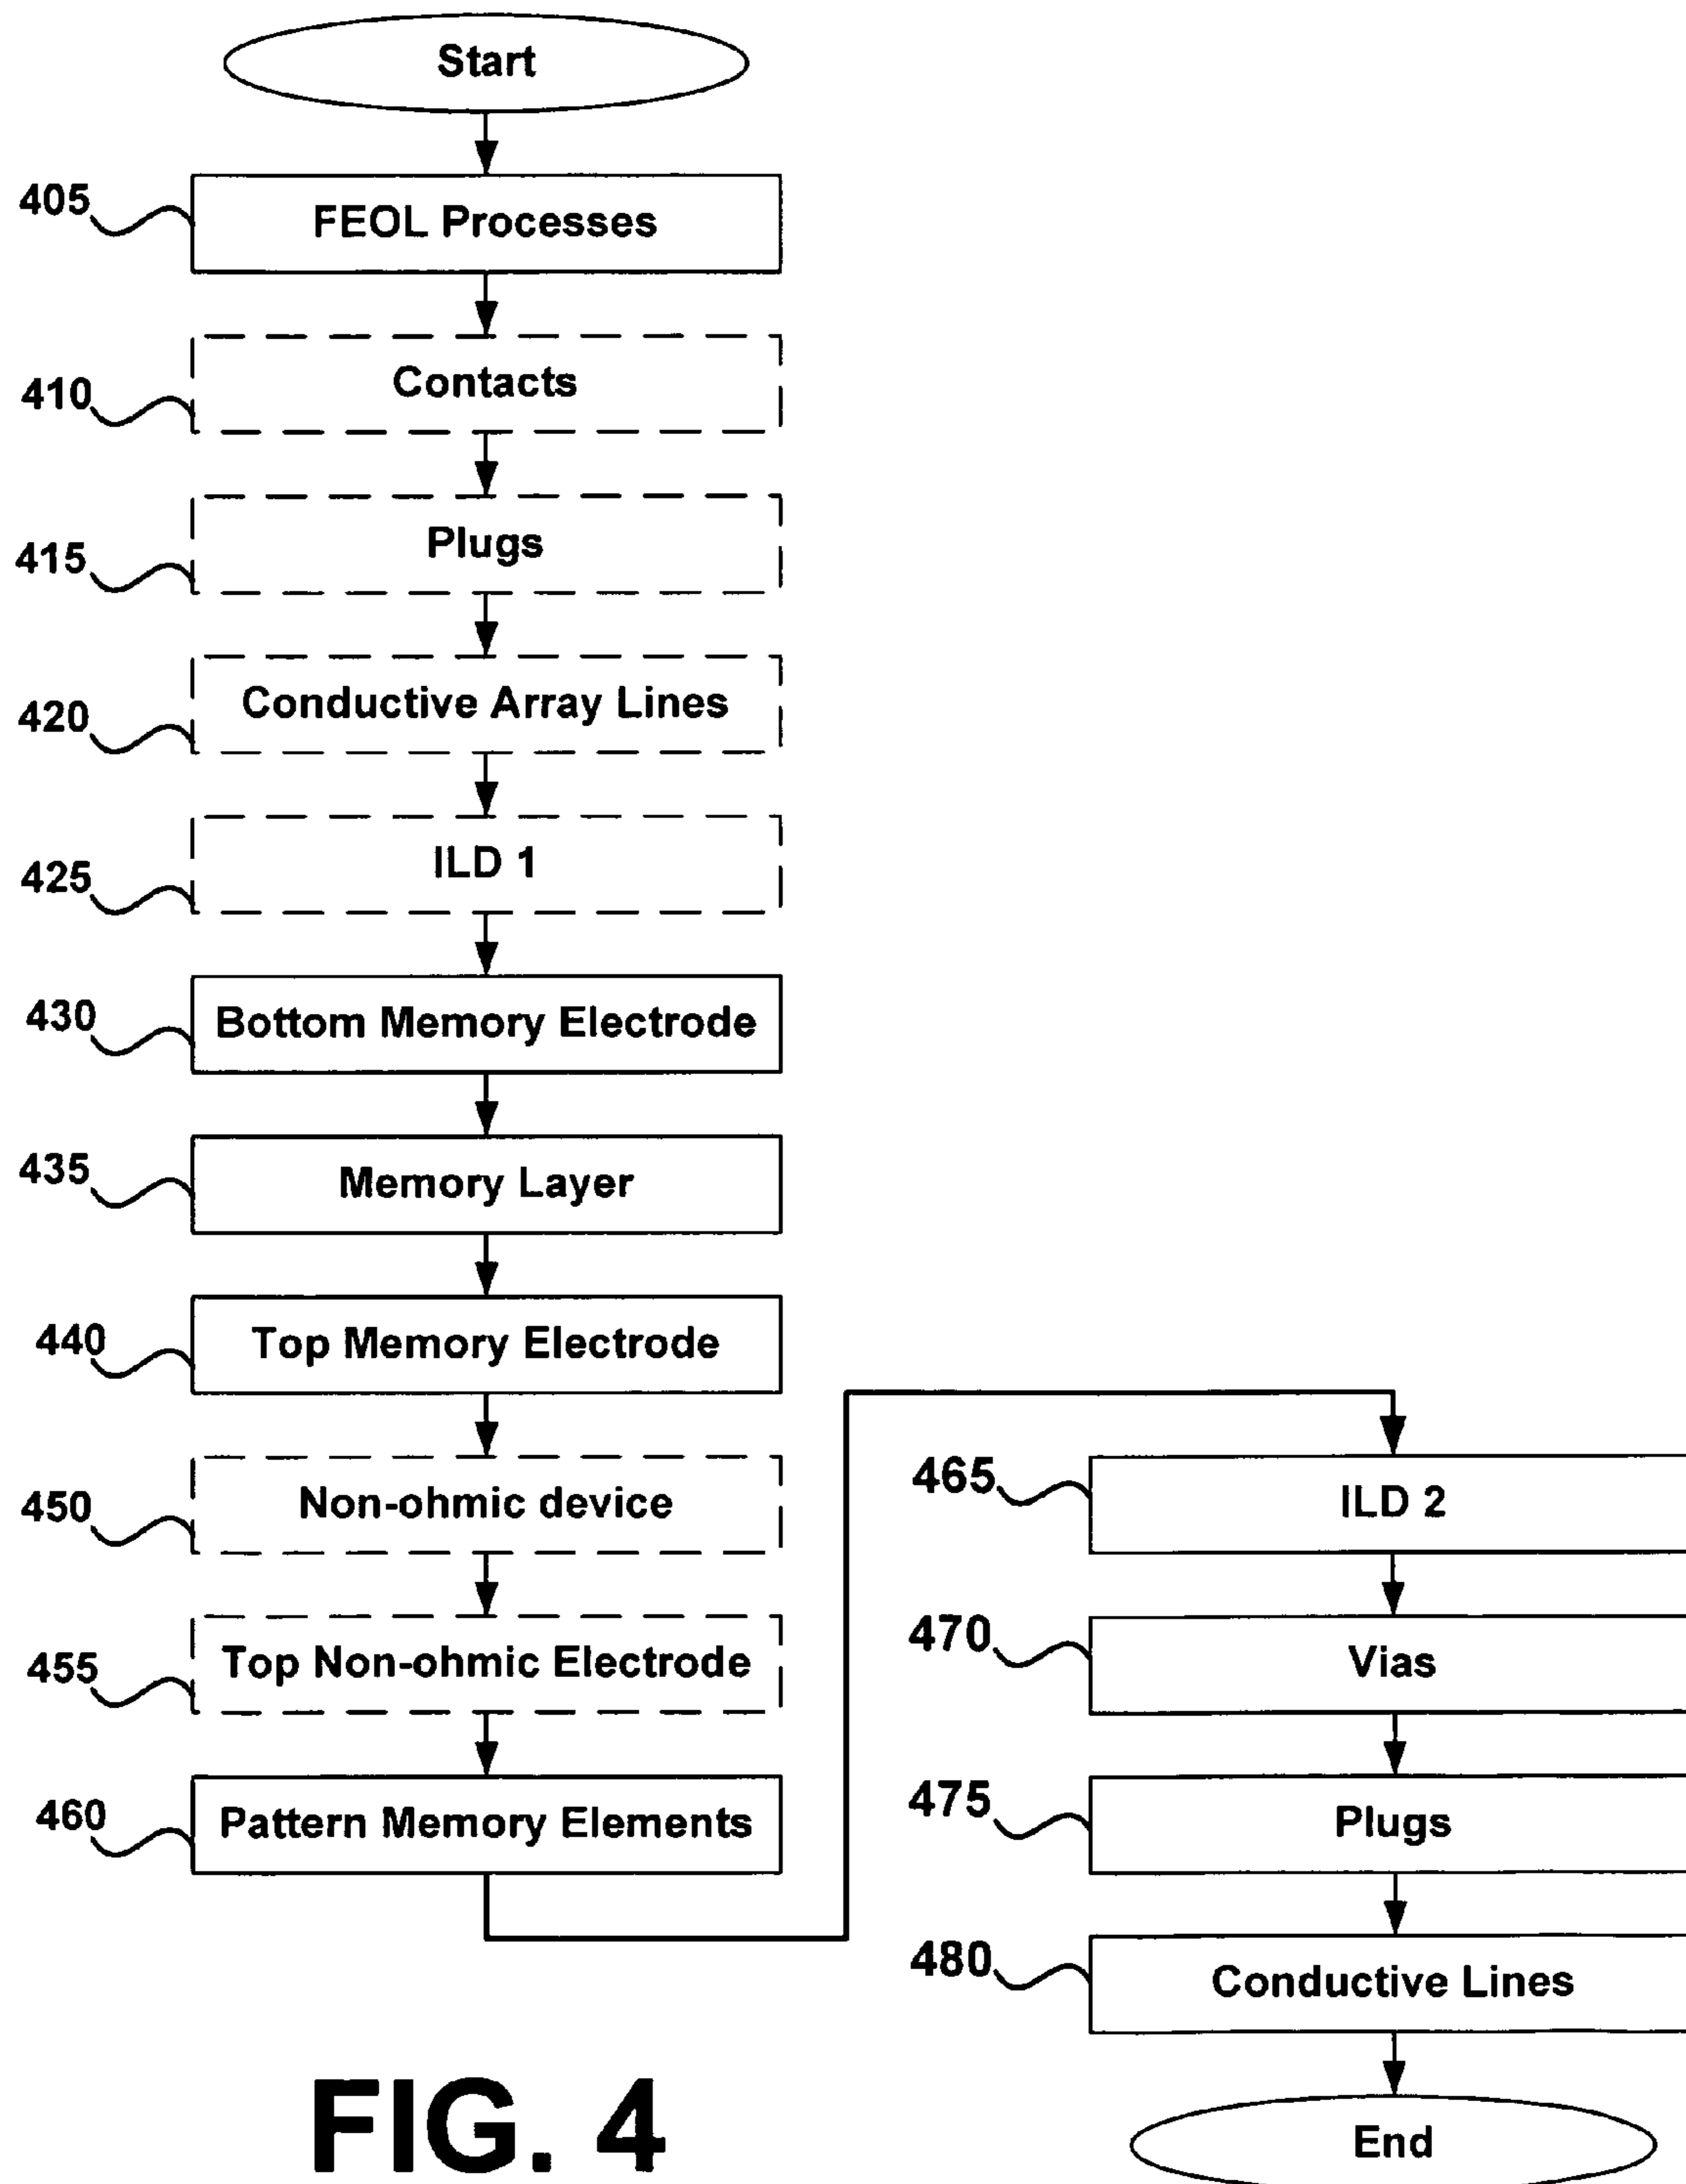 Start
405
FEOL Processes
410
Contacts
415
Plugs
420
Conductive Array Lines
425
ILD 1
430
Bottom Memory Electrode
435
Memory Layer
440
Top Memory Electrode
450
Non-ohmic device
455
Top Non-ohmic Electrode
460
Pattern Memory Elements
465
ILD 2
470
Vias
475
Plugs
480
Conductive Lines
End
FIG. 4